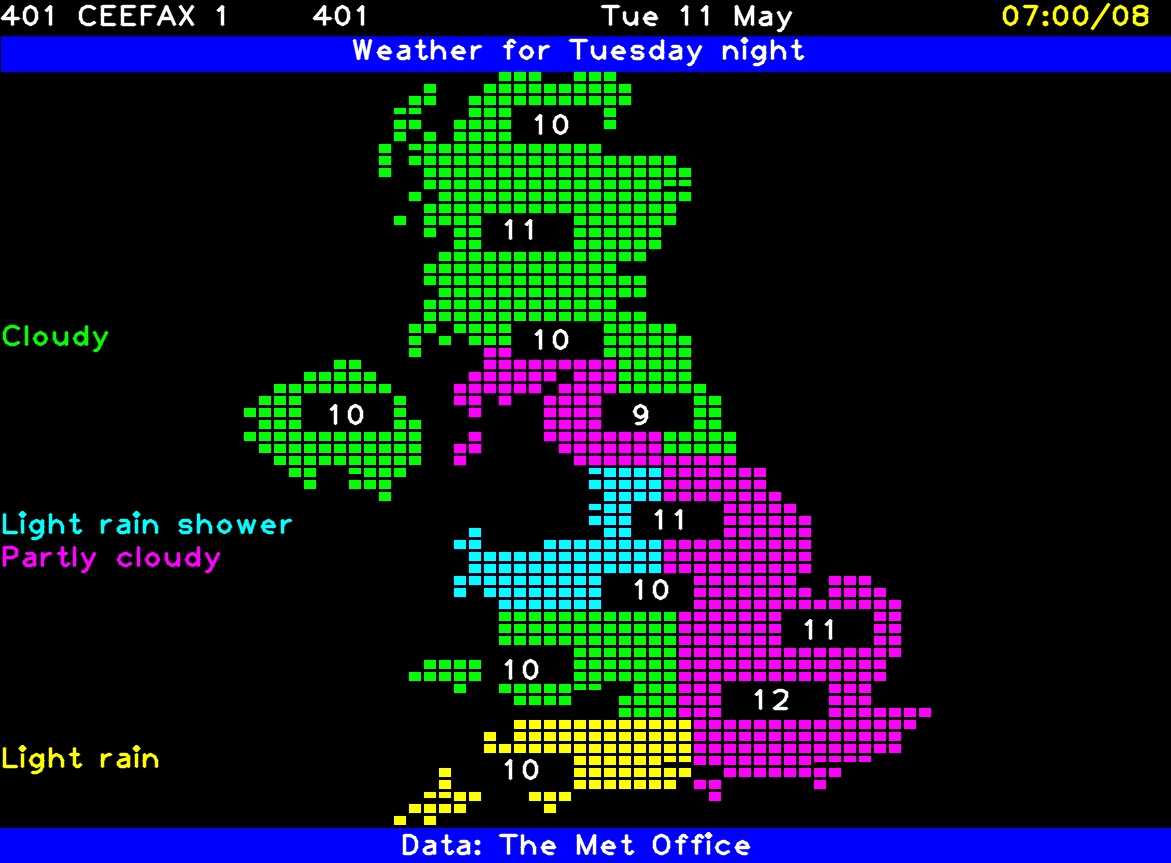 401 CEEFAX 1 401 Tue 11 May 07:00/08
Weather for Tuesday night
10
11
Cloudy
10
10
9
Light rain shower
11
Partly cloudy
10
11
10
12
Light rain
10
Data: The Met Office